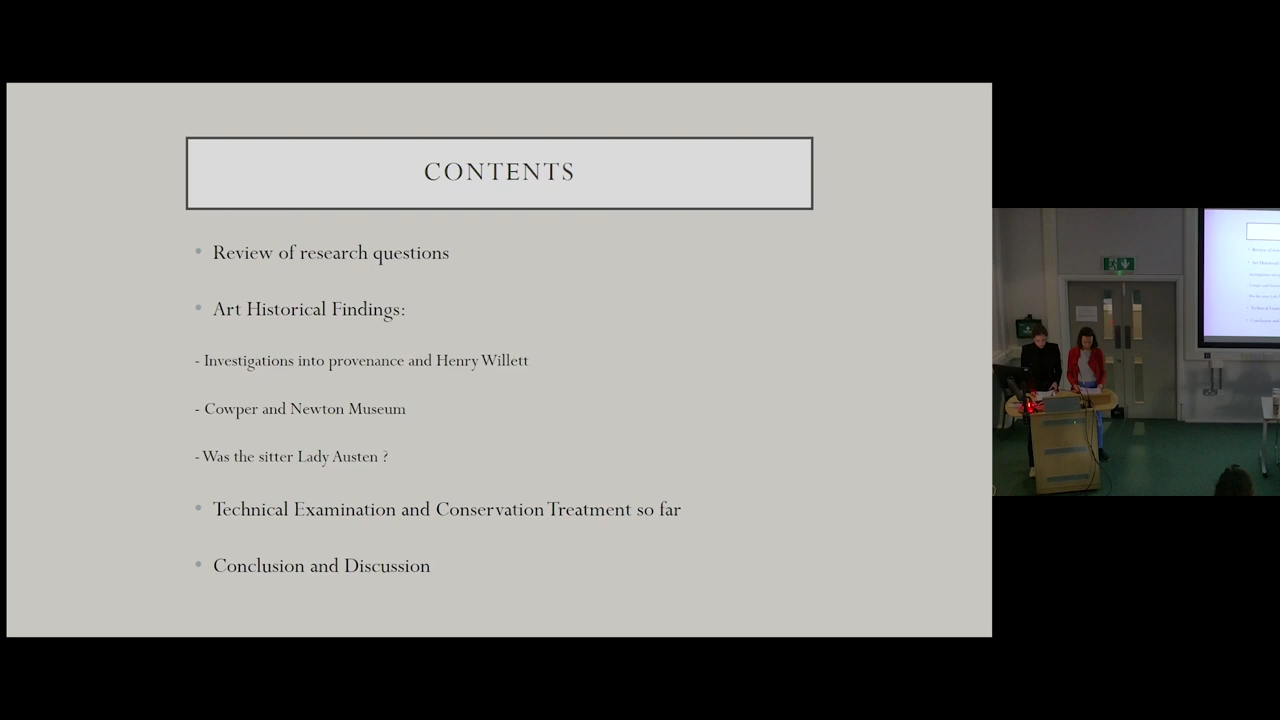 CONTENTS
Review of research questions
Art Historical Findings:
- Investigations into provenance and Henry Willett
- Cowper and Newton Museum
- Was the sitter Lady Austen ?
Technical Examination and Conservation Treatment so far
Conclusion and Discussion